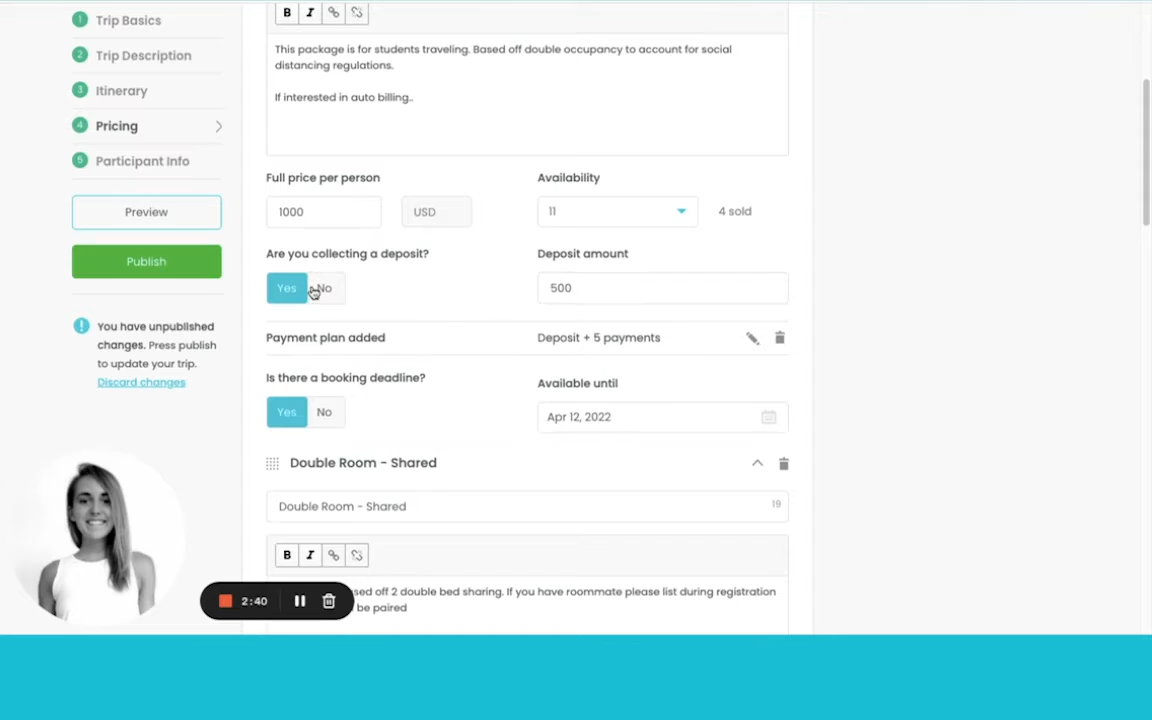 1 Trip Basics
2 Trip Description
3 Itinerary
4 Pricing
5 Participant Info
Preview
Publish
! You have unpublished
changes. Press publish
to update your trip.
Discard changes
B I
This package is for students traveling. Based off double occupancy to account for social
distancing regulations.
If interested in auto billing..
Full price per person
Availability
1000
USD
11
4 sold
Are you collecting a deposit?
Deposit amount
Yes
No
500
Payment plan added
Deposit + 5 payments
Is there a booking deadline?
Available until
Yes
No
Apr 12, 2022
Double Room - Shared
Double Room - Shared
19
B I
sed off 2 double bed sharing. If you have roommate please list during registration
be paired
2:40